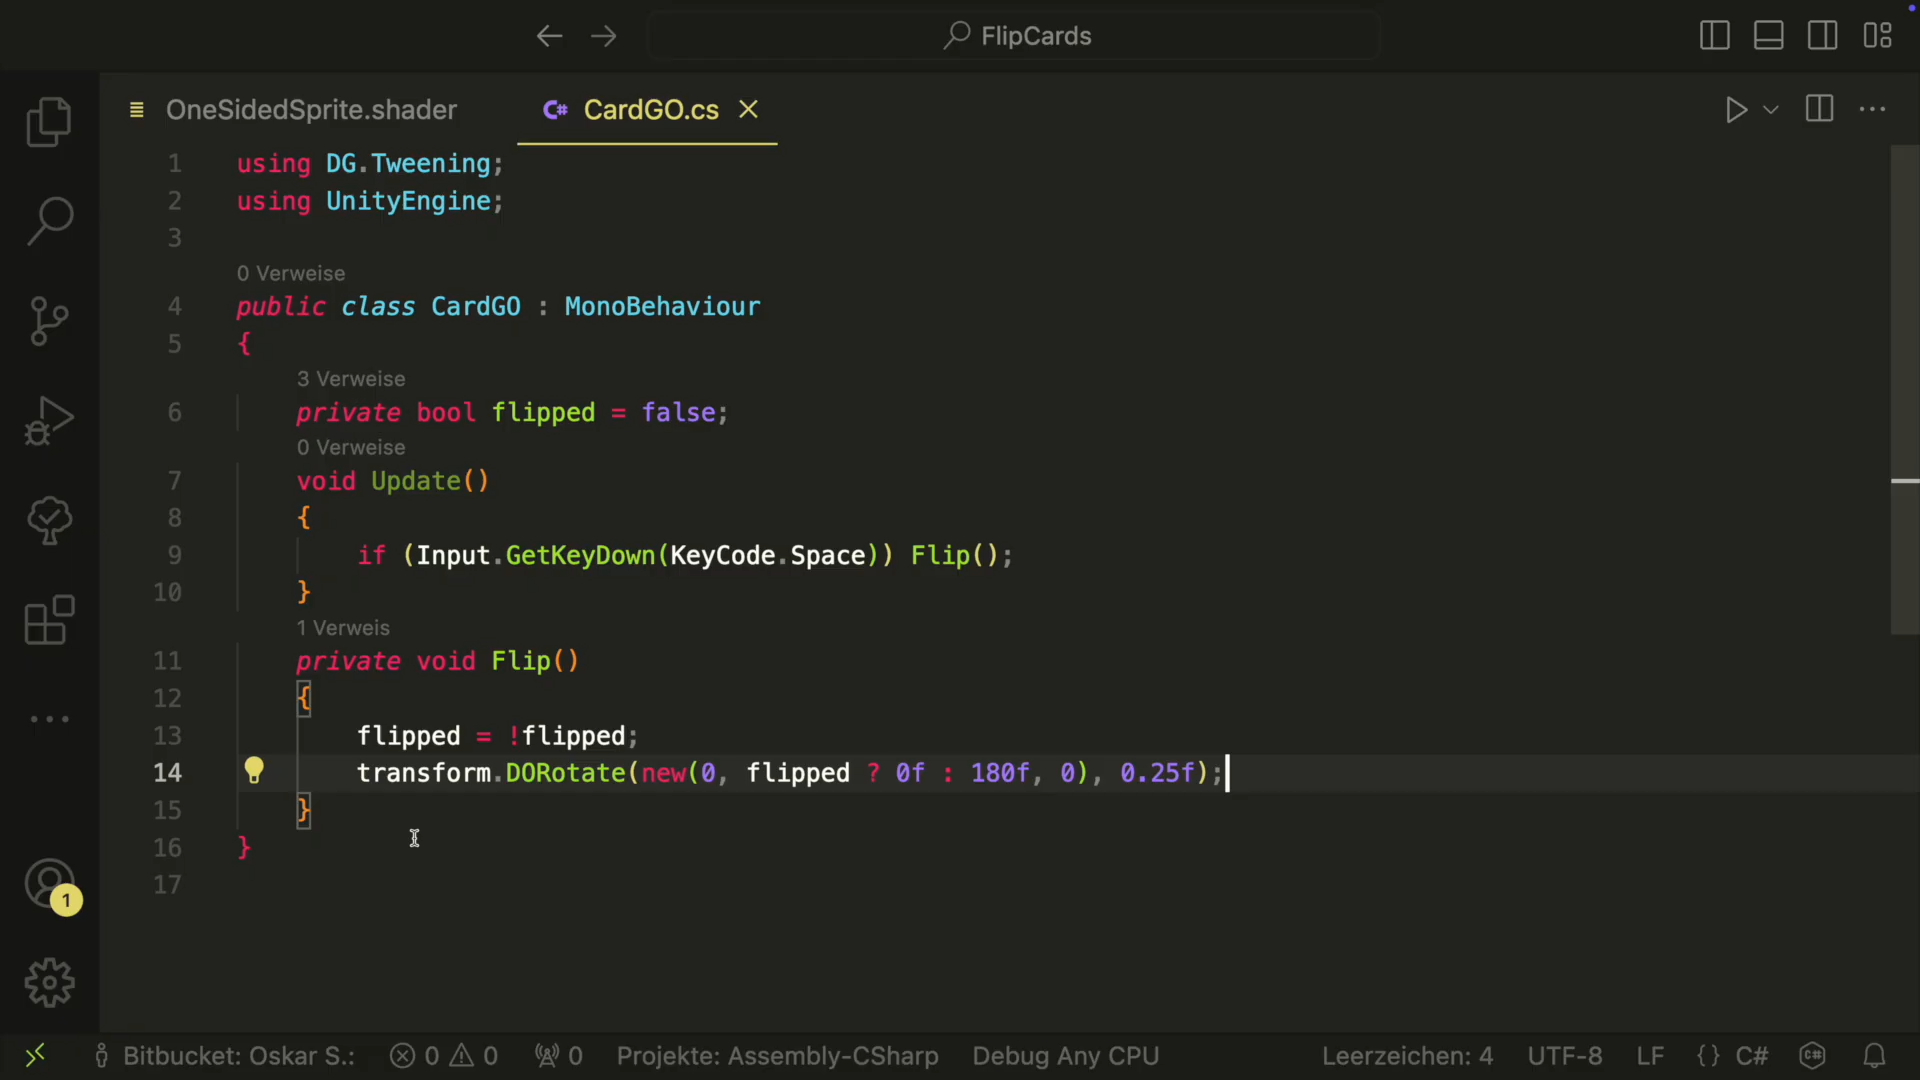 FlipCards
OneSidedSprite.shader
C# CardGO.cs
1 using DG.Tweening;
2 using UnityEngine;
3
0 Verweise
4 public class CardGO : MonoBehaviour
5 {
3 Verweise
6 private bool flipped = false;
0 Verweise
7 void Update()
8 {
9 if (Input.GetKeyDown(KeyCode.Space)) Flip();
10 }
1 Verweis
11 private void Flip()
12 {
13 flipped = !flipped;
14 transform.DORotate(new(0, flipped ? 0f : 180f, 0), 0.25f);
15 }
16 }
17
1
Bitbucket: Oskar S.: 0 0 0 Projekte: Assembly-CSharp Debug Any CPU Leerzeichen: 4 UTF-8 LF {} C#